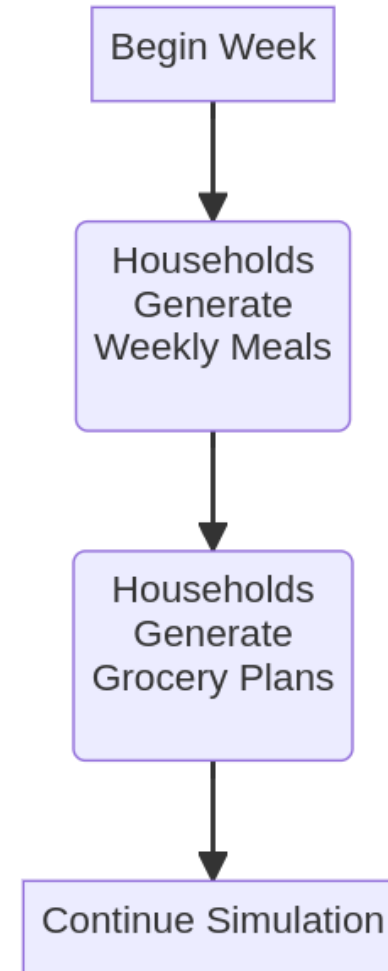 Begin Week
Households
Generate
Weekly Meals
Households
Generate
Grocery Plans
Continue Simulation